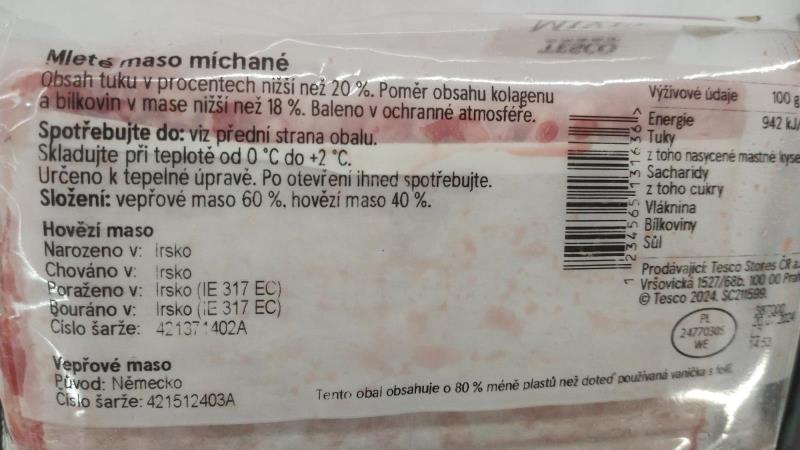 TESCO
Mleté maso míchané
Obsah tuku v procentech nižší než 20 %. Poměr obsahu kolagenu
a bílkovin v mase nižší než 18 %. Baleno v ochranné atmosféře.
Spotřebujte do: viz přední strana obalu.
Skladujte při teplotě od 0 °C do +2 °C.
Určeno k tepelné úpravě. Po otevření ihned spotřebujte.
Složení: vepřové maso 60 %, hovězí maso 40 %.
Hovězí maso
Narozeno v: Irsko
Chováno v: Irsko
Poraženo v: Irsko (IE 317 EC)
Bouráno v: Irsko (IE 317 EC)
Číslo šarže: 421371402A
Vepřové maso
Původ: Německo
Číslo šarže: 421512403A
Výživové údaje 100 g
Energie 942 kJ/
Tuky
z toho nasycené mastné kyse
Sacharidy
z toho cukry
Vláknina
Bílkoviny
Sůl
Prodávající: Tesco Stores ČR a.
Vršovická 1527/68b, 100 00 Pra
© Tesco 2024. SC211599
PL
24770305
WE
14:53
Tento obal obsahuje o 80 % méně plastů než doteď používaná vanička s fólií.